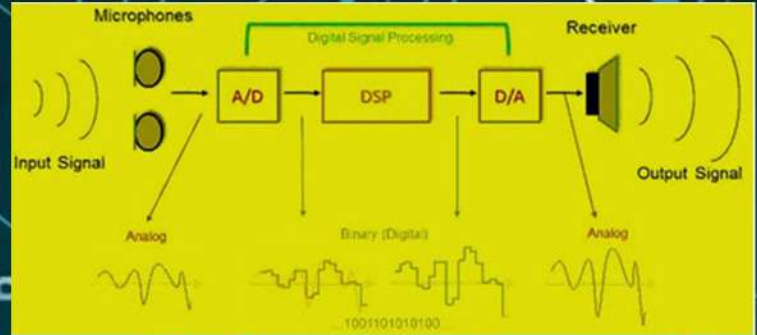 Microphones
Digital Signal Processing
Receiver
A/D
DSP
D/A
Input Signal
Output Signal
Analog
Binary (Digital)
Analog
...1001101010100...